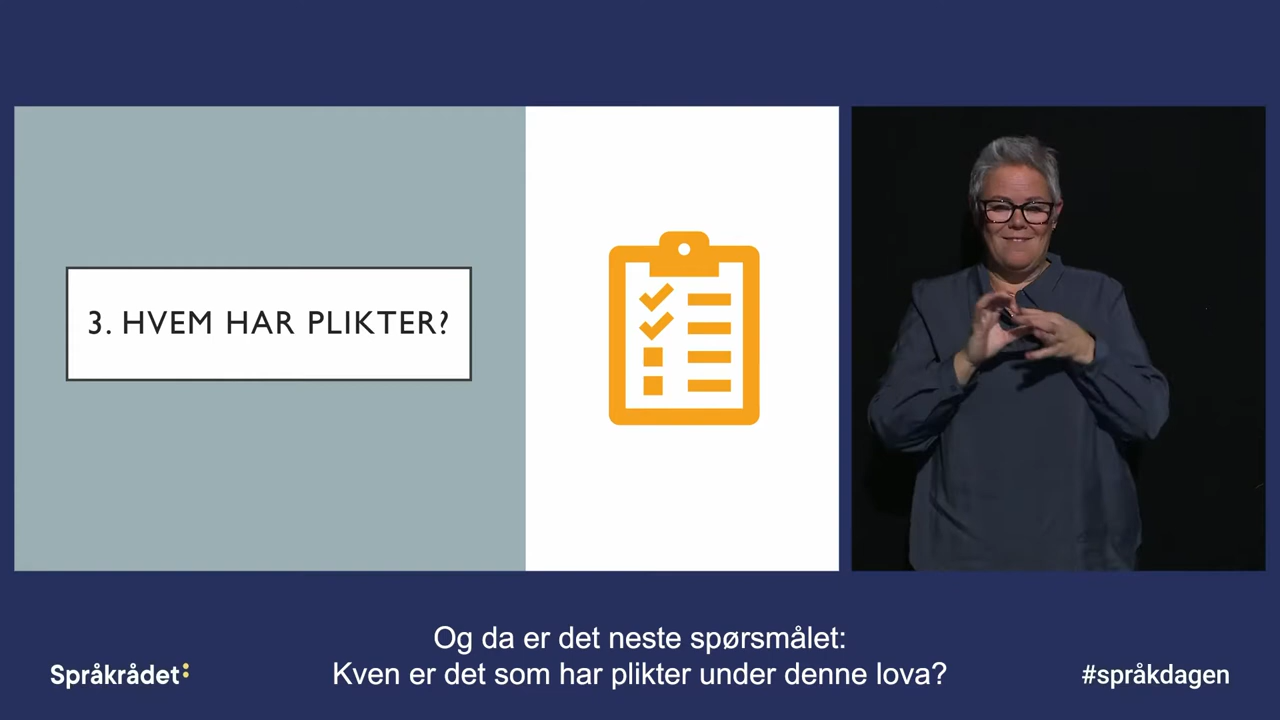 3. HVEM HAR PLIKTER?
Og da er det neste spørsmålet:
Kven er det som har plikter under denne lova?
Språkrådet:
#språkdagen